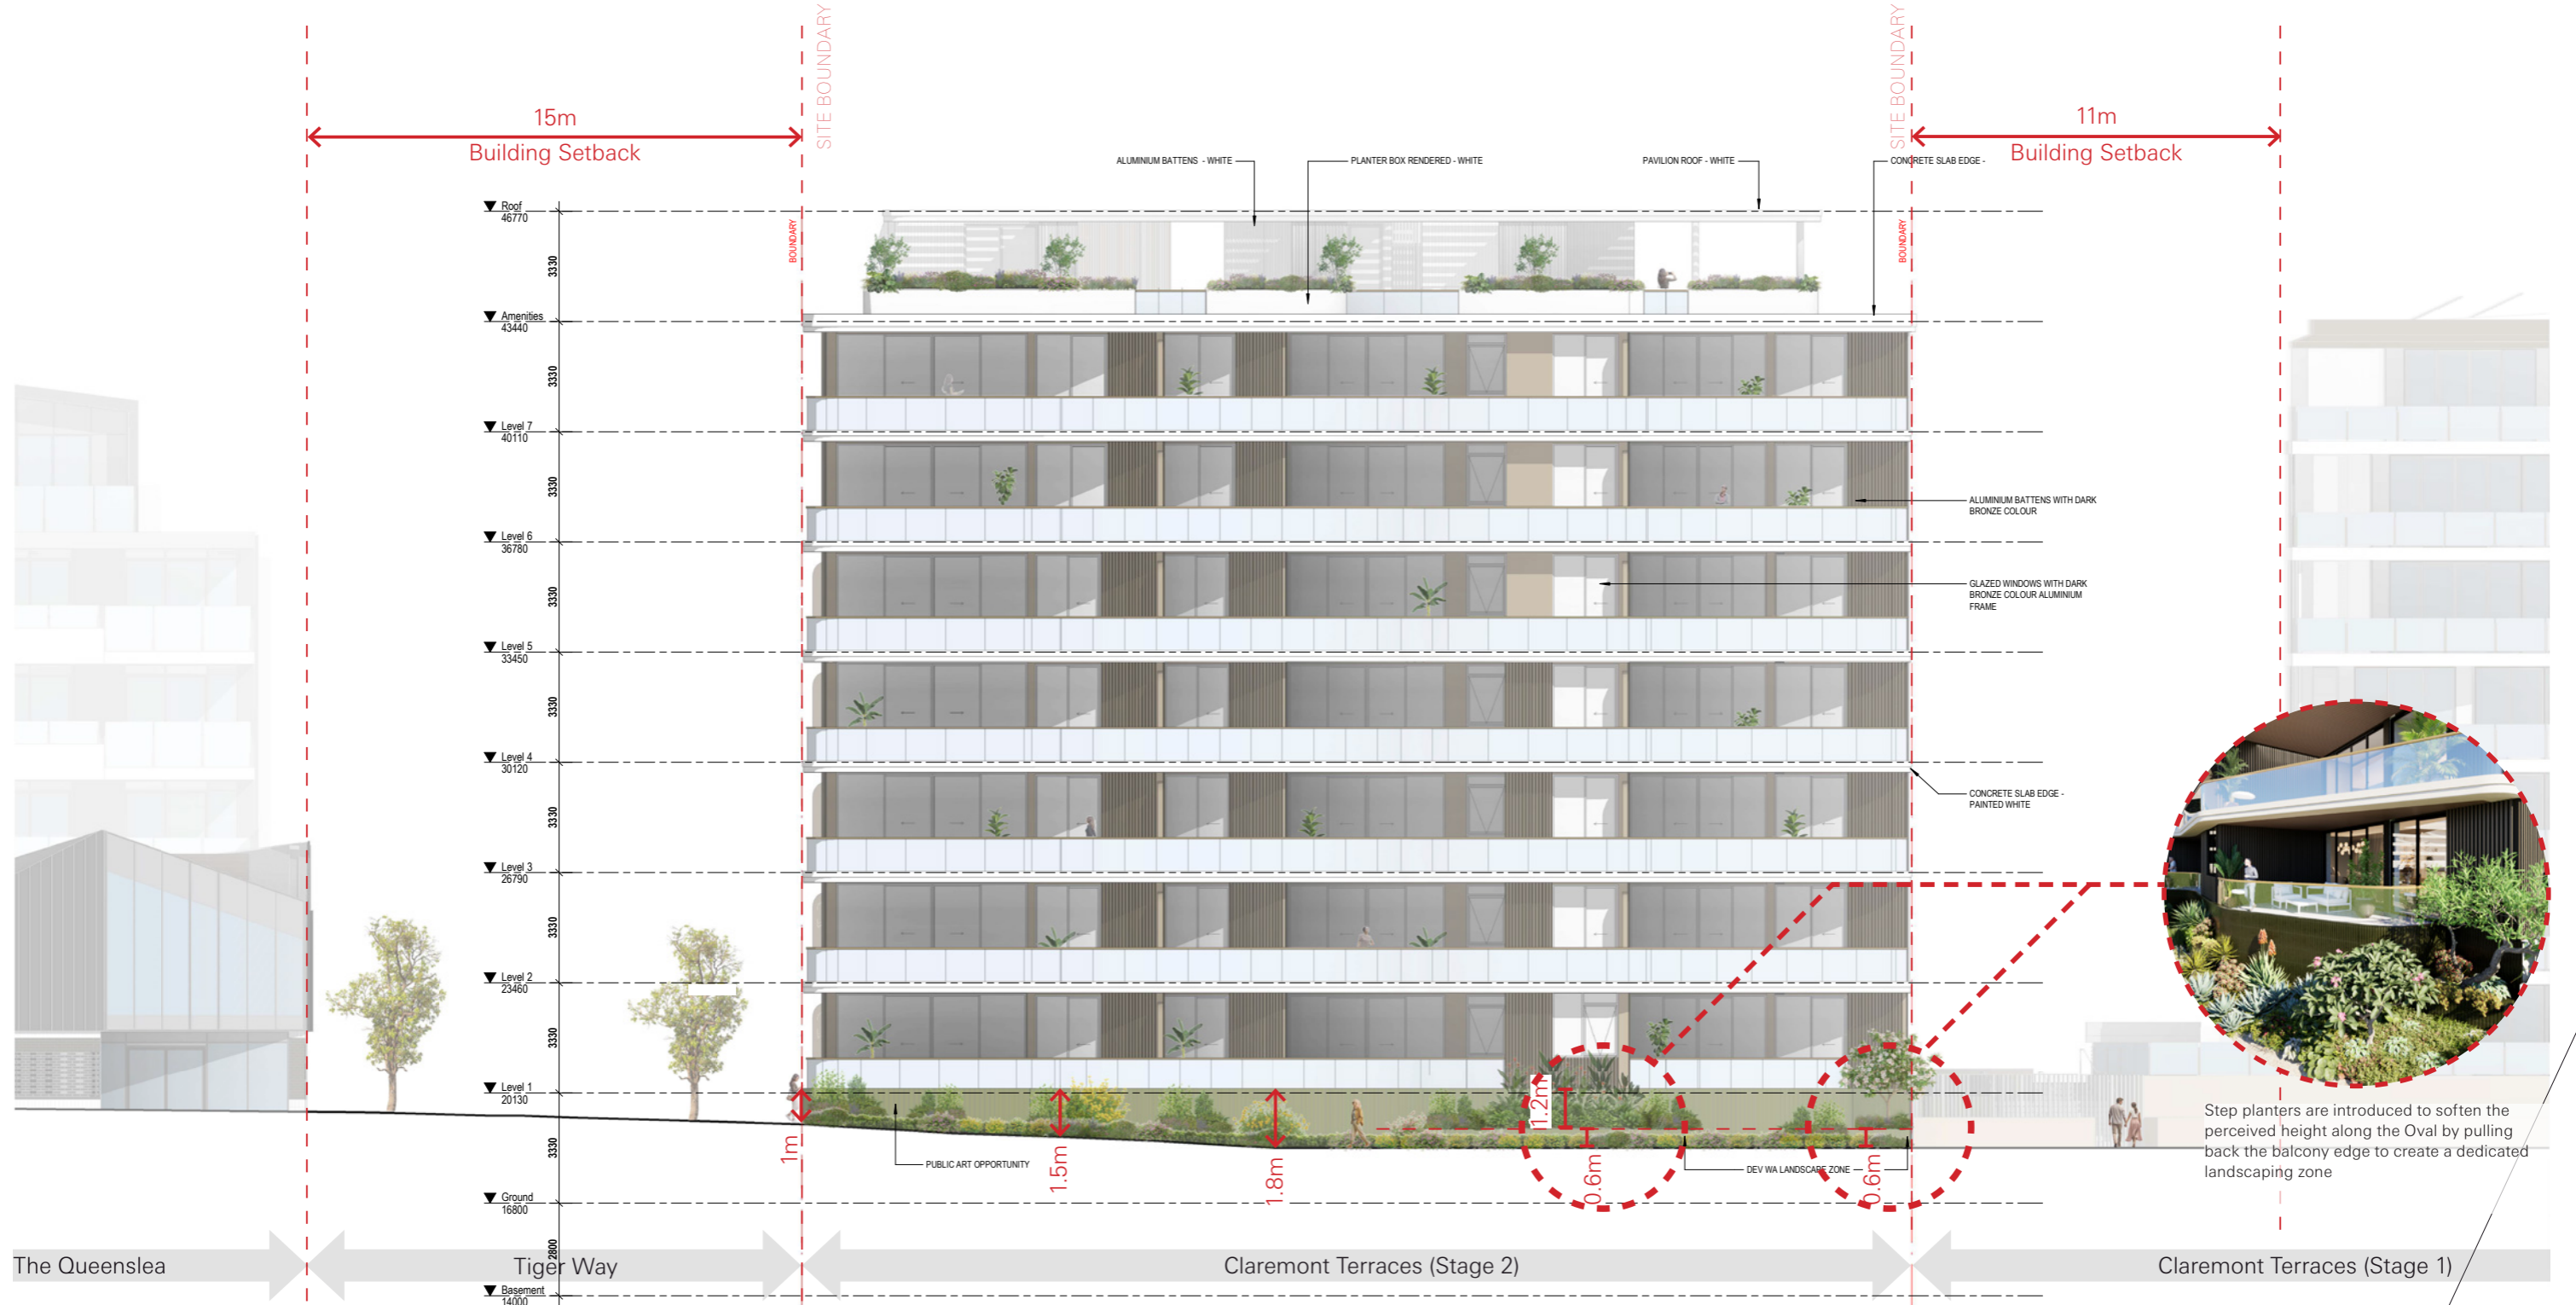 SITE BOUNDARY
SITE BOUNDARY
15m
Building Setback
11m
Building Setback
ALUMINIUM BATTENS - WHITE
PLANTER BOX RENDERED - WHITE
PAVILION ROOF - WHITE
CONCRETE SLAB EDGE -
Roof
46770
BOUNDARY
BOUNDARY
3330
Amenities
43440
3330
Level 7
40110
3330
ALUMINIUM BATTENS WITH DARK
BRONZE COLOUR
Level 6
36780
3330
GLAZED WINDOWS WITH DARK
BRONZE COLOUR ALUMINIUM
FRAME
Level 5
33450
3330
Level 4
30120
3330
CONCRETE SLAB EDGE -
PAINTED WHITE
Level 3
26790
3330
Level 2
23460
3330
Level 1
20130
3330
1m
1.5m
1.8m
1.2m
0.6m
0.6m
PUBLIC ART OPPORTUNITY
DEV WA LANDSCAPE ZONE
Step planters are introduced to soften the
perceived height along the Oval by pulling
back the balcony edge to create a dedicated
landscaping zone
Ground
16800
2800
The Queenslea
Tiger Way
Claremont Terraces (Stage 2)
Claremont Terraces (Stage 1)
Basement
14000